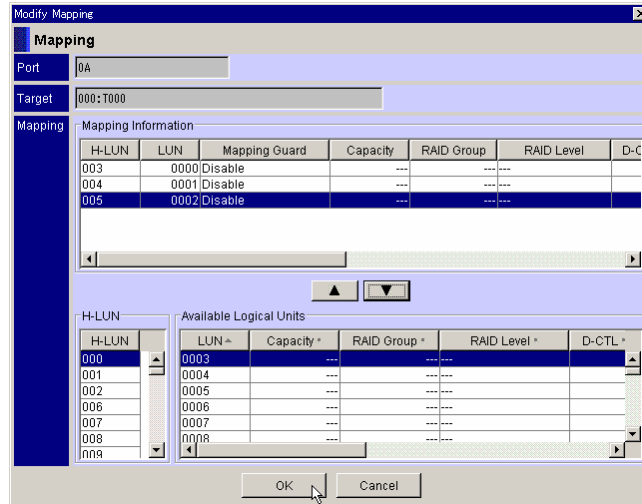 Modify Mapping
Mapping
Port 0A
Target 000:T000
Mapping Mapping Information
H-LUN LUN Mapping Guard Capacity RAID Group RAID Level D-C
003 0000 Disable --- --- ---
004 0001 Disable --- --- ---
005 0002 Disable --- --- ---
H-LUN Available Logical Units
H-LUN LUN Capacity RAID Group RAID Level D-CTL
000 0003 --- --- ---
001 0004 --- --- ---
002 0005 --- --- ---
006 0006 --- --- ---
007 0007 --- --- ---
008 0008 --- --- ---
009
OK Cancel